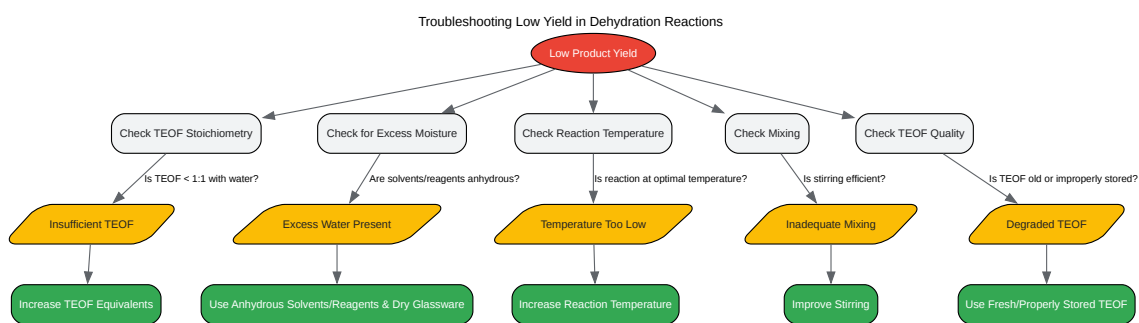 Troubleshooting Low Yield in Dehydration Reactions
Low Product Yield
Check TEOF Stoichiometry
Check for Excess Moisture
Check Reaction Temperature
Check Mixing
Check TEOF Quality
Is TEOF < 1:1 with water?
Are solvents/reagents anhydrous?
Is reaction at optimal temperature?
Is stirring efficient?
Is TEOF old or improperly stored?
Insufficient TEOF
Excess Water Present
Temperature Too Low
Inadequate Mixing
Degraded TEOF
Increase TEOF Equivalents
Use Anhydrous Solvents/Reagents & Dry Glassware
Increase Reaction Temperature
Improve Stirring
Use Fresh/Properly Stored TEOF